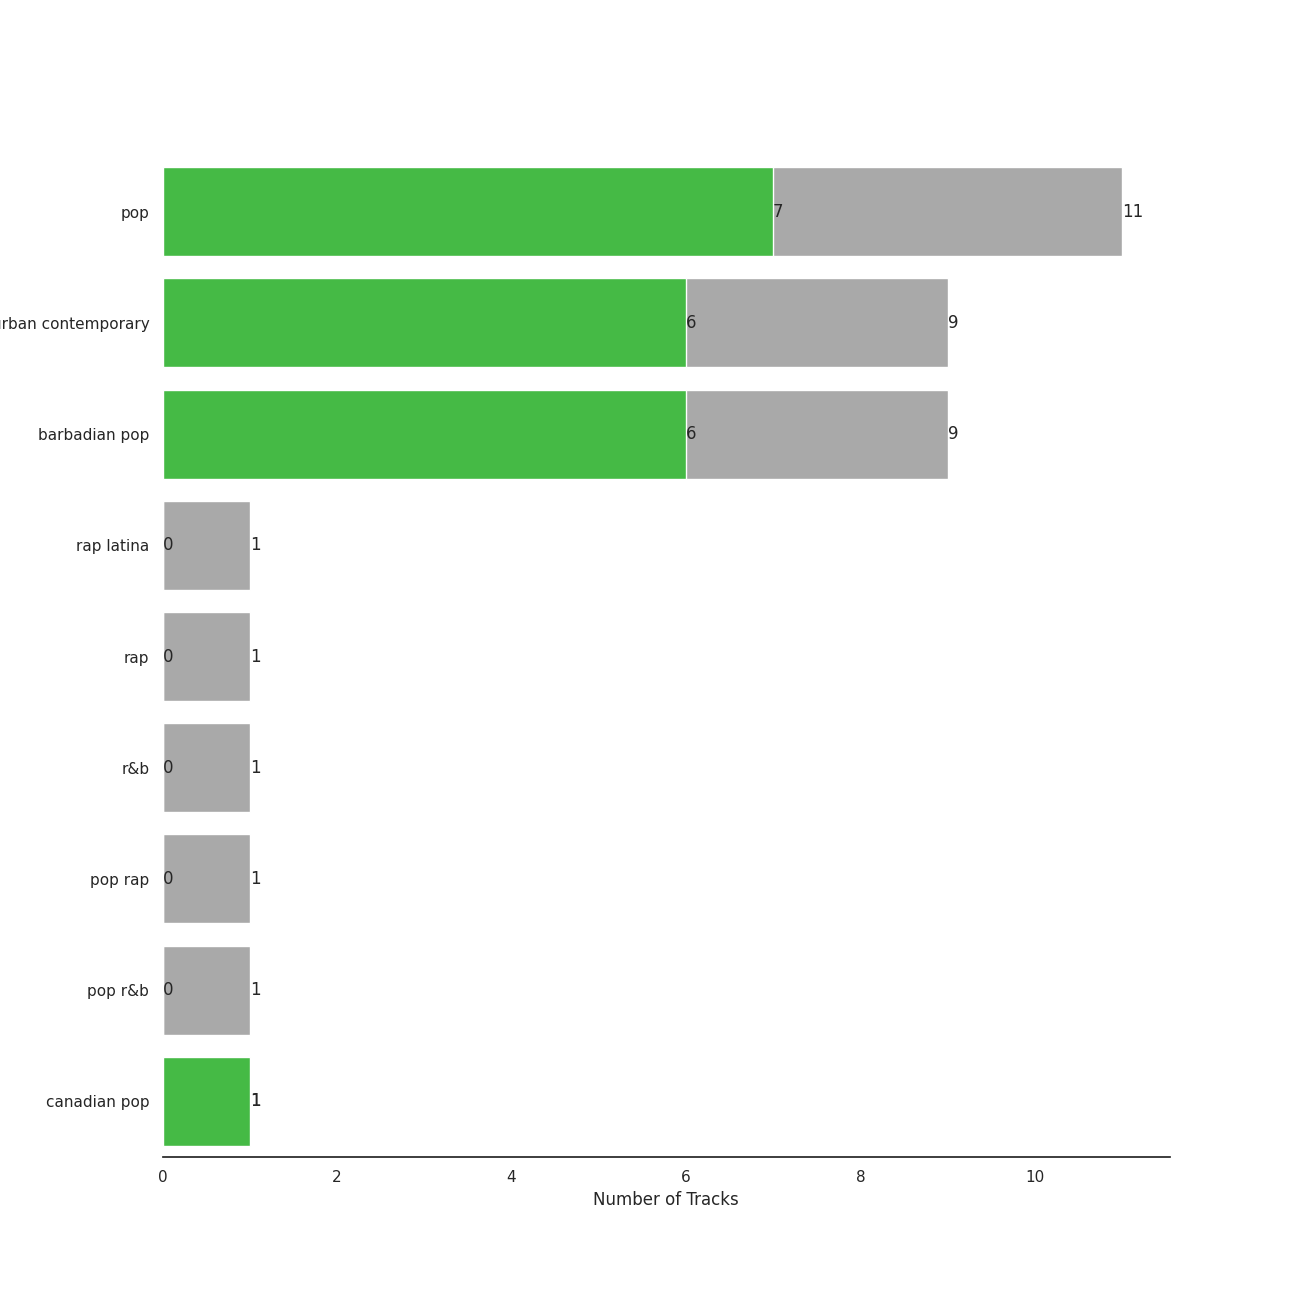 pop 7 11
rban contemporary 6 9
barbadian pop 6 9
rap latina 0 1
rap 0 1
r&b 0 1
pop rap 0 1
pop r&b 0 1
canadian pop 1
0 2 4 6 8 10
Number of Tracks